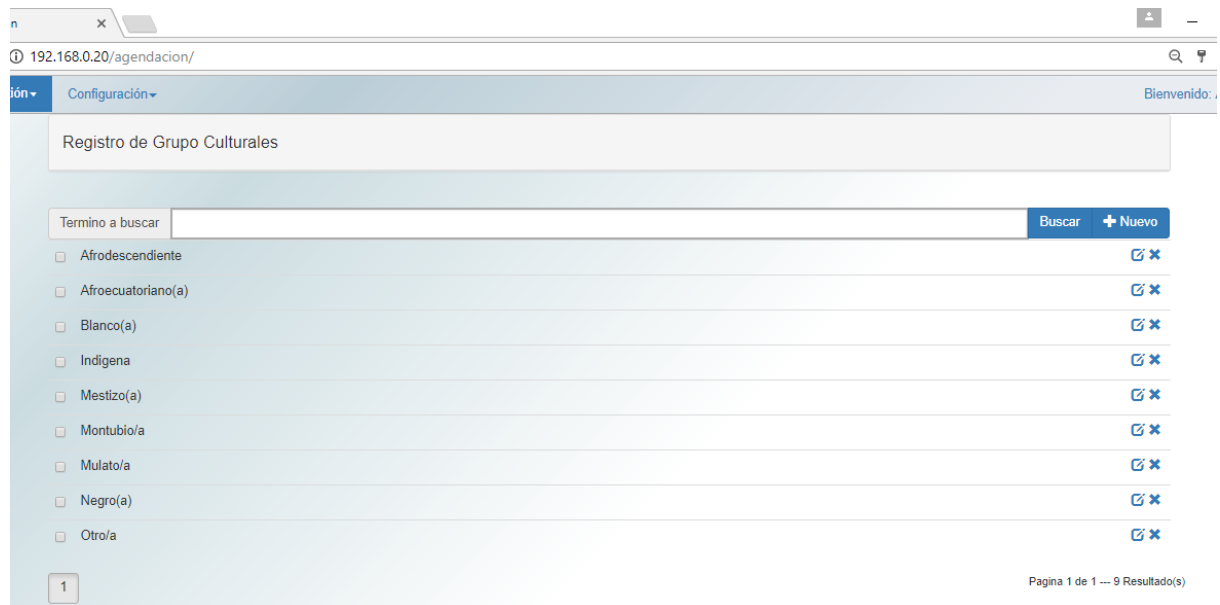 n
192.168.0.20/agendacion/
ión Configuración Bienvenido:
Registro de Grupo Culturales
Termino a buscar Buscar Nuevo
Afrodescendiente
Afroecuatoriano(a)
Blanco(a)
Indigena
Mestizo(a)
Montubio/a
Mulato/a
Negro(a)
Otro/a
1 Pagina 1 de 1 --- 9 Resultado(s)